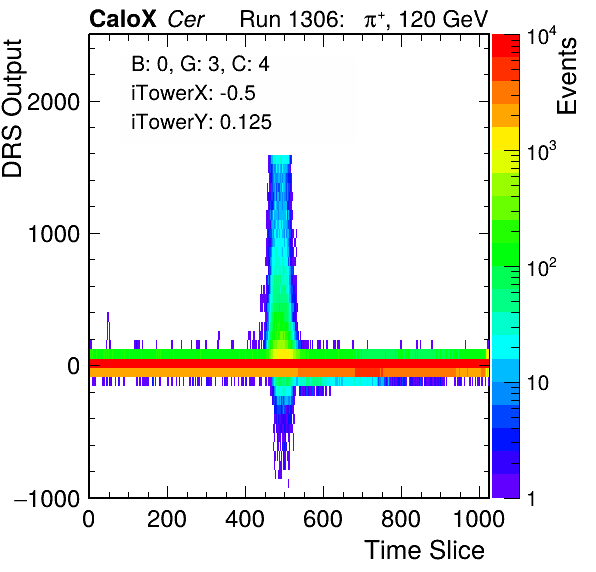 CaloX Cer Run 1306: π⁺, 120 GeV
B: 0, G: 3, C: 4
iTowerX: -0.5
iTowerY: 0.125
DRS Output
2000
1000
0
−1000
0 200 400 600 800 1000
Time Slice
Events
10⁴
10³
10²
10
1